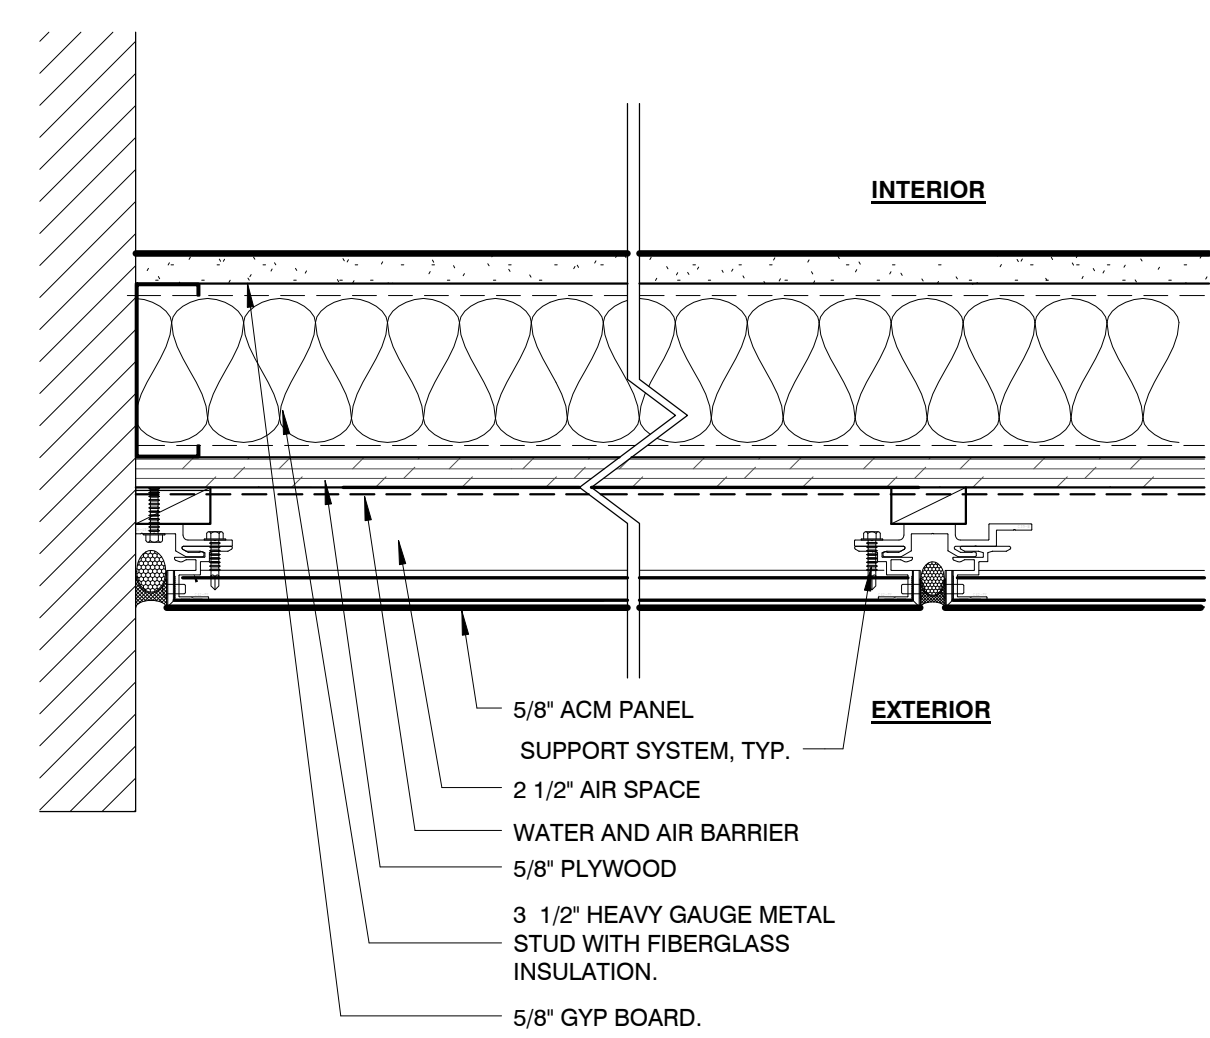 INTERIOR
5/8" ACM PANEL
EXTERIOR
SUPPORT SYSTEM, TYP.
2 1/2" AIR SPACE
WATER AND AIR BARRIER
5/8" PLYWOOD
3  1/2" HEAVY GAUGE METAL
STUD WITH FIBERGLASS
INSULATION.
5/8" GYP BOARD.